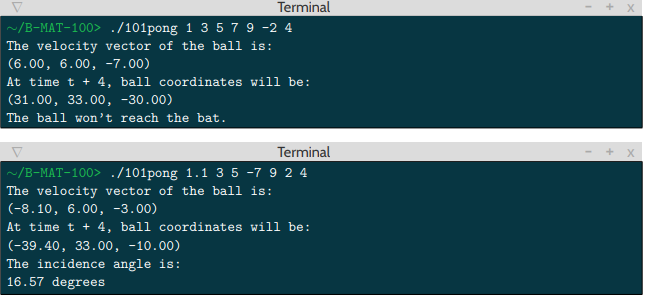 Terminal
~/B-MAT-100> ./101pong 1 3 5 7 9 -2 4
The velocity vector of the ball is:
(6.00, 6.00, -7.00)
At time t + 4, ball coordinates will be:
(31.00, 33.00, -30.00)
The ball won't reach the bat.
Terminal
~/B-MAT-100> ./101pong 1.1 3 5 -7 9 2 4
The velocity vector of the ball is:
(-8.10, 6.00, -3.00)
At time t + 4, ball coordinates will be:
(-39.40, 33.00, -10.00)
The incidence angle is:
16.57 degrees